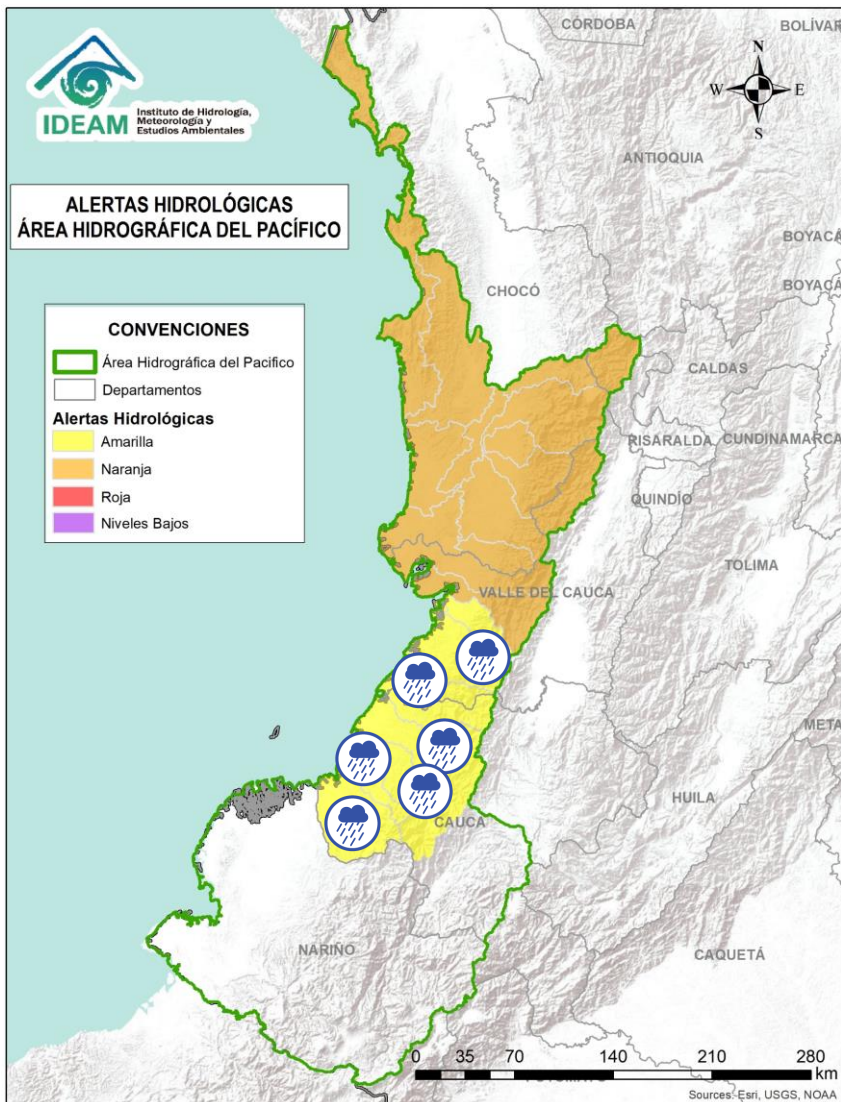 CÓRDOBA
BOLÍVAR
IDEAM
Instituto de Hidrología,
Meteorología y
Estudios Ambientales
N
W E
S
ANTIOQUIA
ALERTAS HIDROLÓGICAS
ÁREA HIDROGRÁFICA DEL PACÍFICO
BOYACÁ
BOYACÁ
CHOCÓ
CONVENCIONES
Área Hidrográfica del Pacifico
Departamentos
Alertas Hidrológicas
Amarilla
Naranja
Roja
Niveles Bajos
CALDAS
RISARALDA
CUNDINAMARCA
QUINDÍO
TOLIMA
VALLE DEL CAUCA
META
HUILA
CAUCA
NARIÑO
CAQUETÁ
0 35 70 140 210 280
km
Sources: Esri, USGS, NOAA